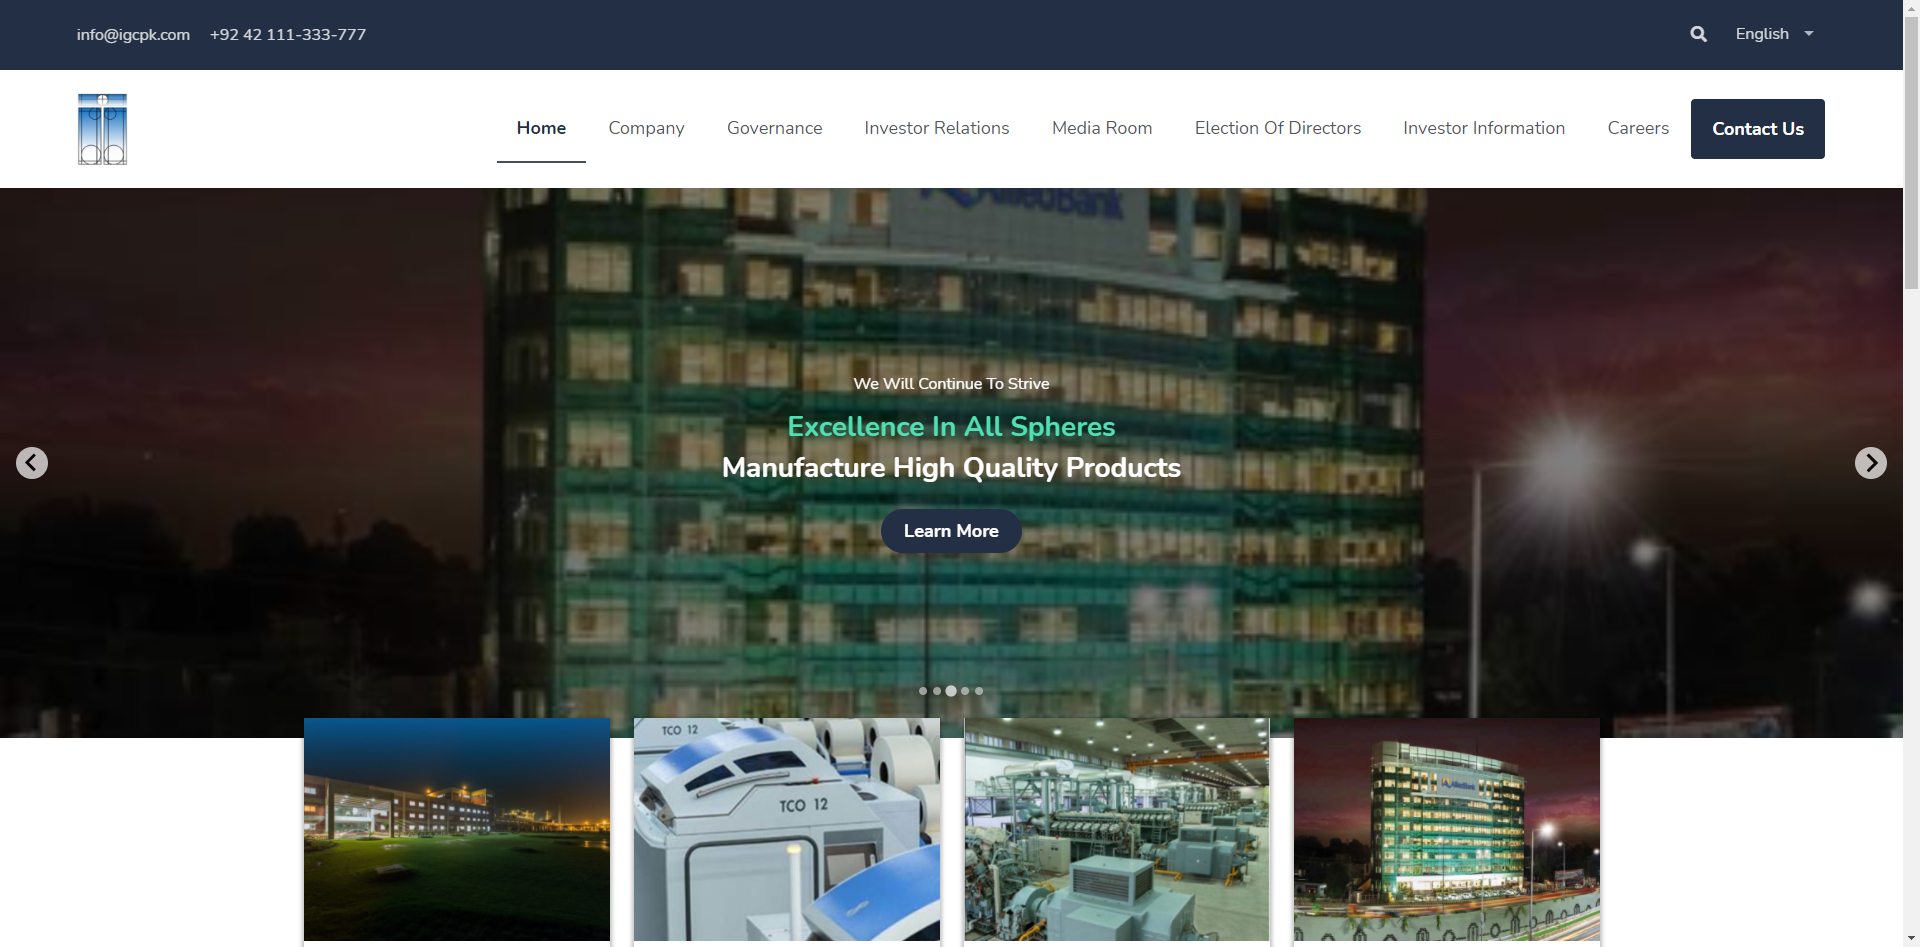 info@igcpk.com +92 42 111-333-777
English
Home Company Governance Investor Relations Media Room Election Of Directors Investor Information Careers Contact Us
AlliedBank
We Will Continue To Strive
Excellence In All Spheres
Manufacture High Quality Products
Learn More
TCO 12
TCO 12
AlliedBank